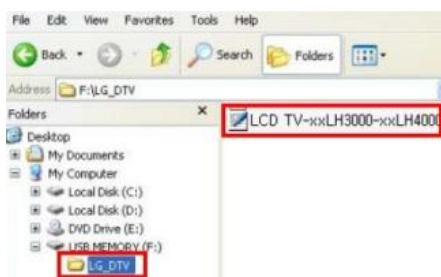 File Edit View Favorites Tools Help
Back Search Folders
Address F:\LG_DTV
Folders ×
LCD TV-xxLH3000-xxLH4000
Desktop
My Documents
My Computer
Local Disk (C:)
Local Disk (D:)
DVD Drive (E:)
USB MEMORY (F:)
LG_DTV